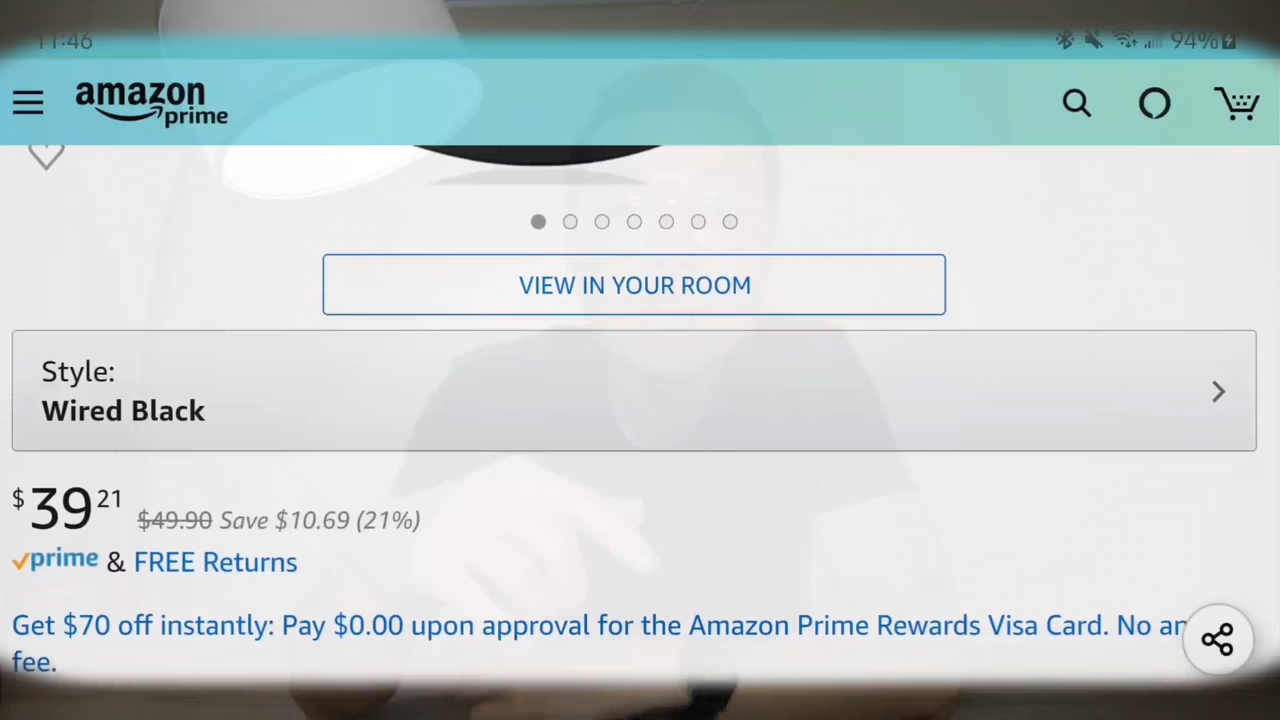 11:46
94%
amazon
prime
VIEW IN YOUR ROOM
Style:
Wired Black
$39 21 $49.90 Save $10.69 (21%)
prime & FREE Returns
Get $70 off instantly: Pay $0.00 upon approval for the Amazon Prime Rewards Visa Card. No
fee.